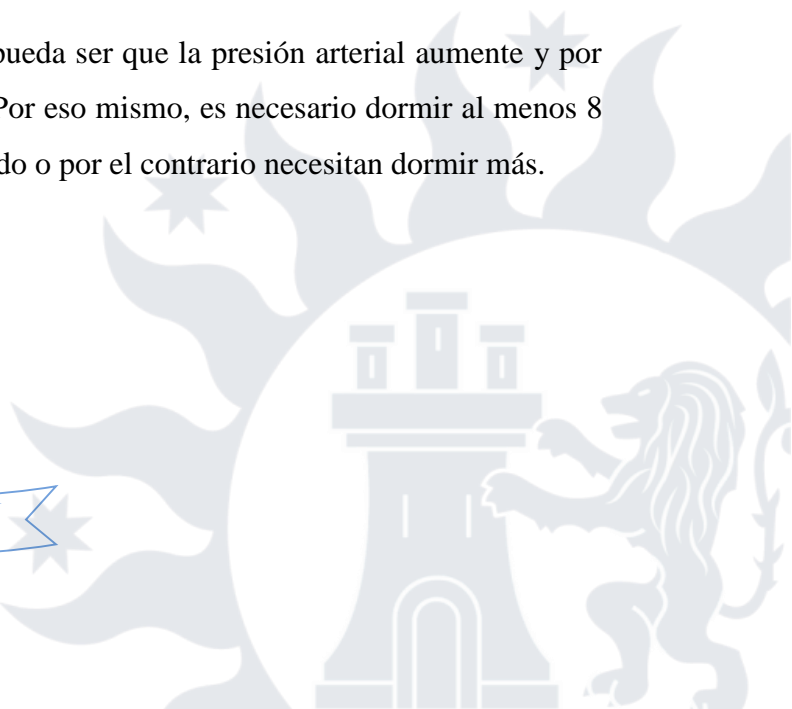 pueda ser que la presión arterial aumente y por
Por eso mismo, es necesario dormir al menos 8
do o por el contrario necesitan dormir más.